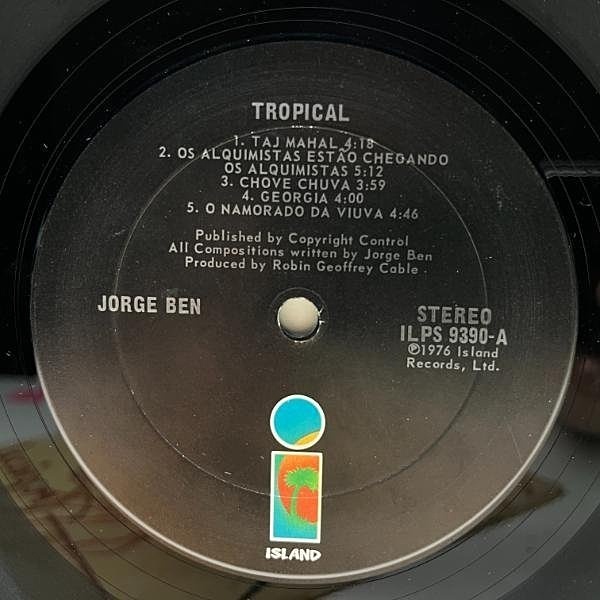 TROPICAL
1. TAJ MAHAL 4:18
2. OS ALQUIMISTAS ESTÃO CHEGANDO
OS ALQUIMISTAS 5:12
3. CHOVE CHUVA 3:59
4. GEORGIA 4:00
5. O NAMORADO DA VIUVA 4:46
Published by Copyright Control
All Compositions written by Jorge Ben
Produced by Robin Geoffrey Cable
JORGE BEN
STEREO
ILPS 9390-A
℗1976 Island
Records, Ltd.
ISLAND